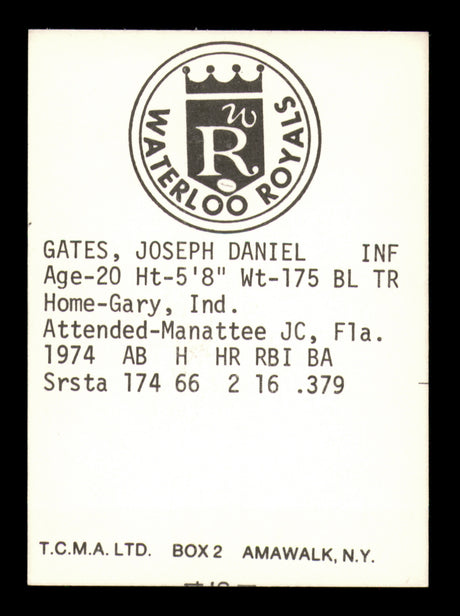 W
R
WATERLOO ROYALS
GATES, JOSEPH DANIEL INF
Age-20 Ht-5'8" Wt-175 BL TR
Home-Gary, Ind.
Attended-Manattee JC, Fla.
1974 AB H HR RBI BA
Srsta 174 66 2 16 .379
T.C.M.A. LTD. BOX 2 AMAWALK, N.Y.